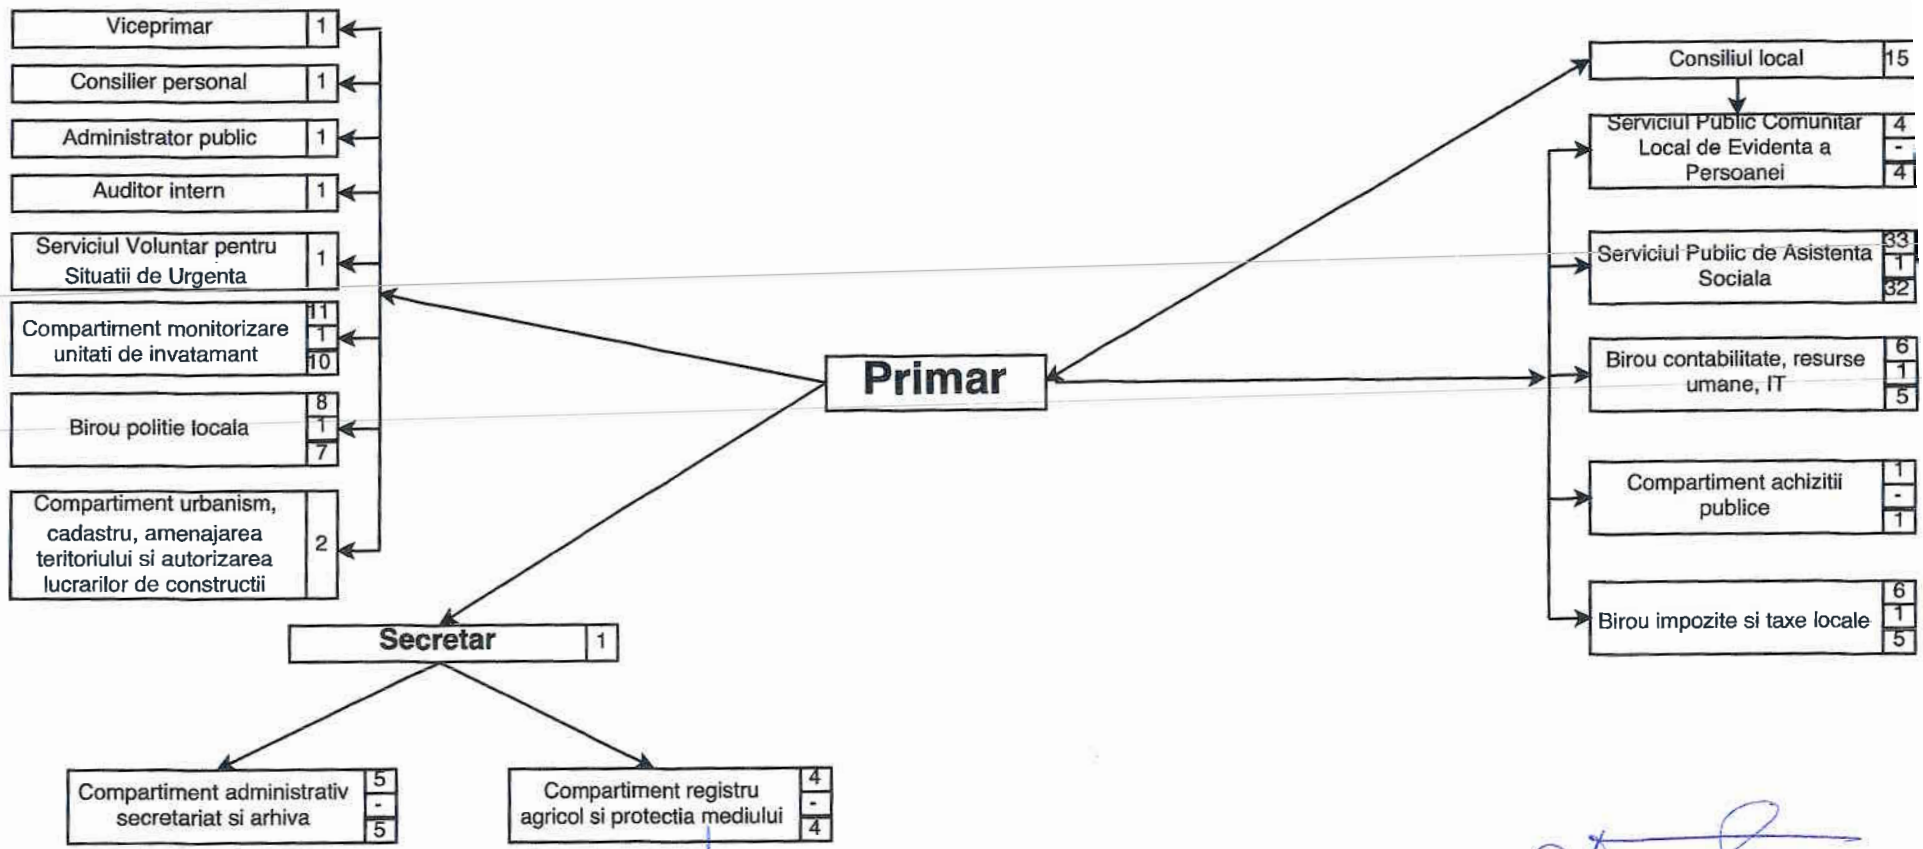 Viceprimar 1
Consilier personal 1
Administrator public 1
Auditor intern 1
Serviciul Voluntar pentru
Situatii de Urgenta
1
Compartiment monitorizare
unitati de invatamant
11
1
10
Birou politie locala
8
1
7
Compartiment urbanism,
cadastru, amenajarea
teritoriului si autorizarea
lucrarilor de constructii
2
Primar
Secretar 1
Compartiment administrativ
secretariat si arhiva
5
-
5
Compartiment registru
agricol si protectia mediului
4
-
4
Consiliul local 15
Serviciul Public Comunitar
Local de Evidenta a
Persoanei
4
-
4
Serviciul Public de Asistenta
Sociala
33
1
32
Birou contabilitate, resurse
umane, IT
6
1
5
Compartiment achizitii
publice
1
-
1
Birou impozite si taxe locale
6
1
5